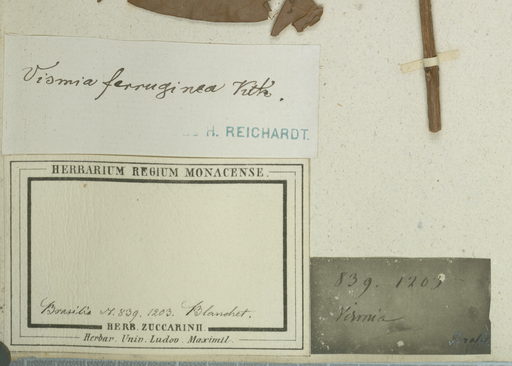 Vismia ferruginea Kth.
H. REICHARDT.
HERBARIUM REGIUM MONACENSE.
Brasilia N. 839. 1203. Blanchet.
HERB. ZUCCARINII.
Herbar. Univ. Ludov. Maximil.
839. 1203
Vismia